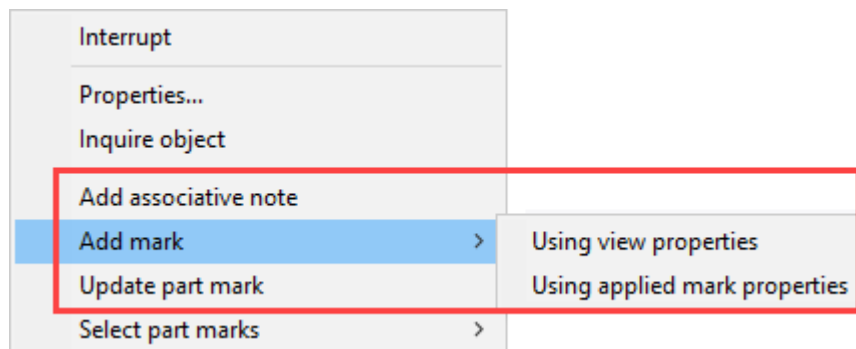 Interrupt
Properties...
Inquire object
Add associative note
Add mark >
Using view properties
Update part mark
Using applied mark properties
Select part marks >